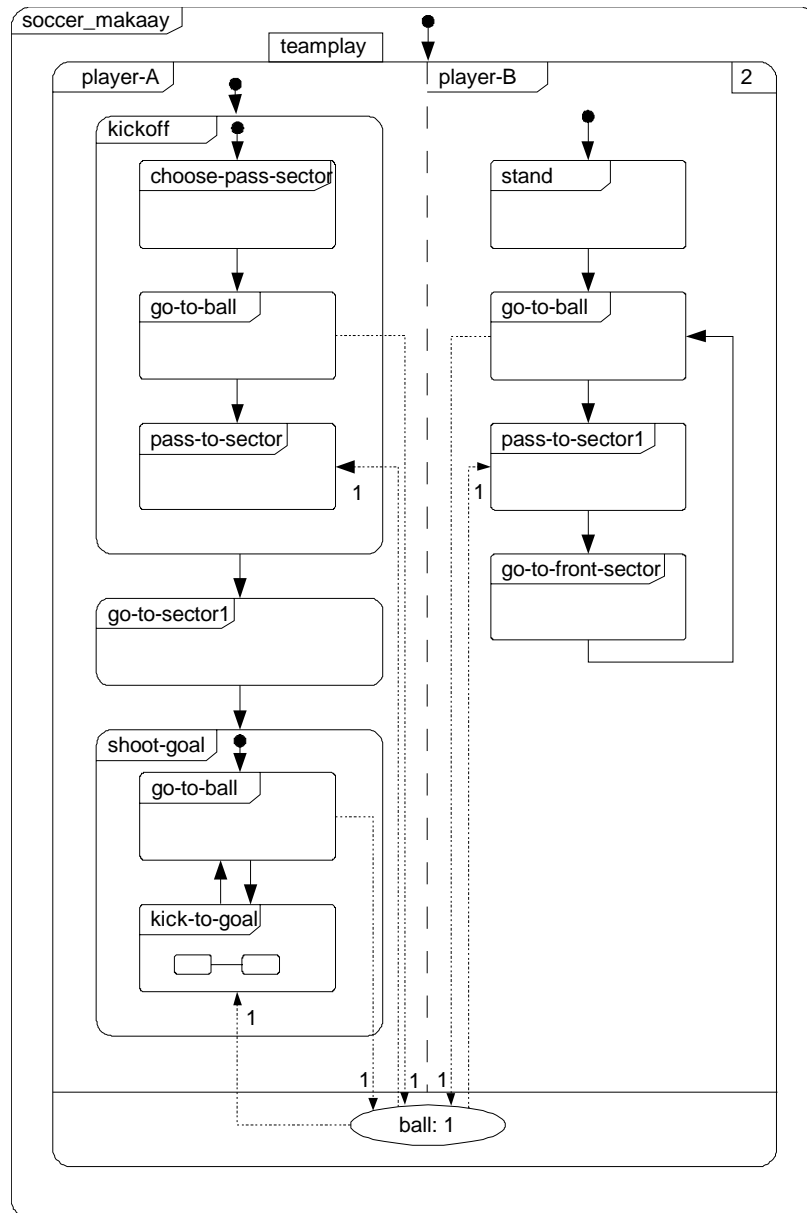 soccer_makaay
teamplay
player-A
player-B
2
kickoff
choose-pass-sector
stand
go-to-ball
go-to-ball
pass-to-sector
1
pass-to-sector1
1
go-to-front-sector
go-to-sector1
shoot-goal
go-to-ball
kick-to-goal
1
1
1
1
ball: 1